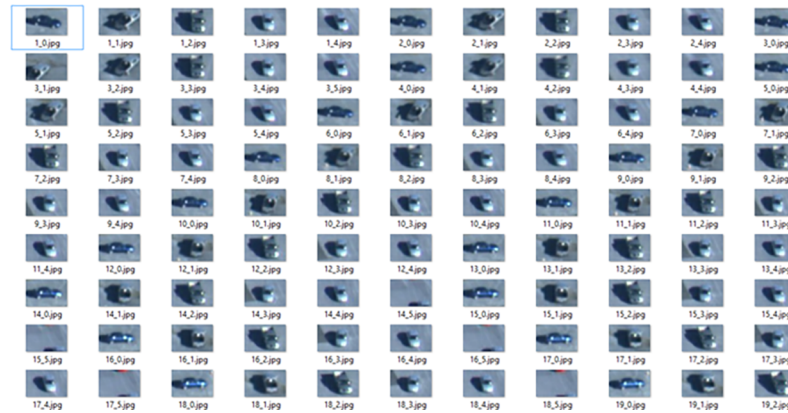 1_0.jpg 1_1.jpg 1_2.jpg 1_3.jpg 1_4.jpg 2_0.jpg 2_1.jpg 2_2.jpg 2_3.jpg 2_4.jpg 3_0.jpg
3_1.jpg 3_2.jpg 3_3.jpg 3_4.jpg 3_5.jpg 4_0.jpg 4_1.jpg 4_2.jpg 4_3.jpg 4_4.jpg 5_0.jpg
5_1.jpg 5_2.jpg 5_3.jpg 5_4.jpg 6_0.jpg 6_1.jpg 6_2.jpg 6_3.jpg 6_4.jpg 7_0.jpg 7_1.jpg
7_2.jpg 7_3.jpg 7_4.jpg 8_0.jpg 8_1.jpg 8_2.jpg 8_3.jpg 8_4.jpg 9_0.jpg 9_1.jpg 9_2.jpg
9_3.jpg 9_4.jpg 10_0.jpg 10_1.jpg 10_2.jpg 10_3.jpg 10_4.jpg 11_0.jpg 11_1.jpg 11_2.jpg 11_3.jpg
11_4.jpg 12_0.jpg 12_1.jpg 12_2.jpg 12_3.jpg 12_4.jpg 13_0.jpg 13_1.jpg 13_2.jpg 13_3.jpg 13_4.jpg
14_0.jpg 14_1.jpg 14_2.jpg 14_3.jpg 14_4.jpg 14_5.jpg 15_0.jpg 15_1.jpg 15_2.jpg 15_3.jpg 15_4.jpg
15_5.jpg 16_0.jpg 16_1.jpg 16_2.jpg 16_3.jpg 16_4.jpg 16_5.jpg 17_0.jpg 17_1.jpg 17_2.jpg 17_3.jpg
17_4.jpg 17_5.jpg 18_0.jpg 18_1.jpg 18_2.jpg 18_3.jpg 18_4.jpg 18_5.jpg 19_0.jpg 19_1.jpg 19_2.jpg